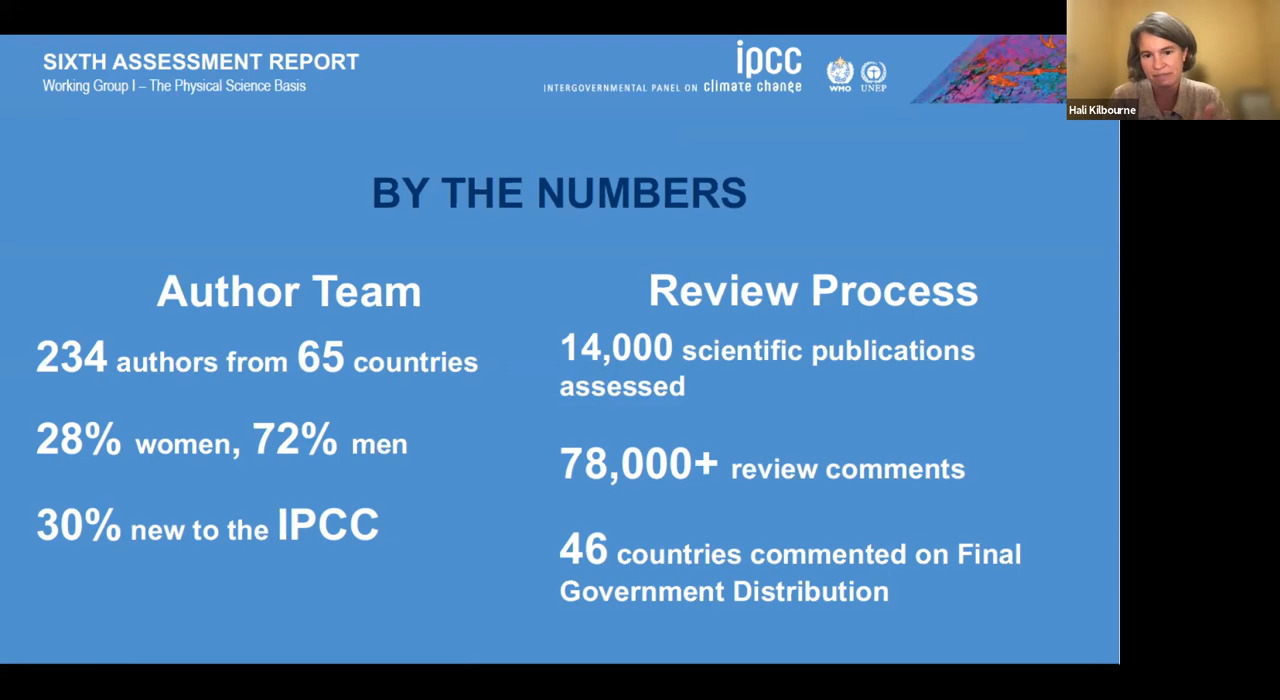 SIXTH ASSESSMENT REPORT
Working Group I – The Physical Science Basis
INTERGOVERNMENTAL PANEL ON climate change
ipcc
WMO
UNEP
Hali Kilbourne
BY THE NUMBERS
Author Team
234 authors from 65 countries
28% women, 72% men
30% new to the IPCC
Review Process
14,000 scientific publications
assessed
78,000+ review comments
46 countries commented on Final
Government Distribution